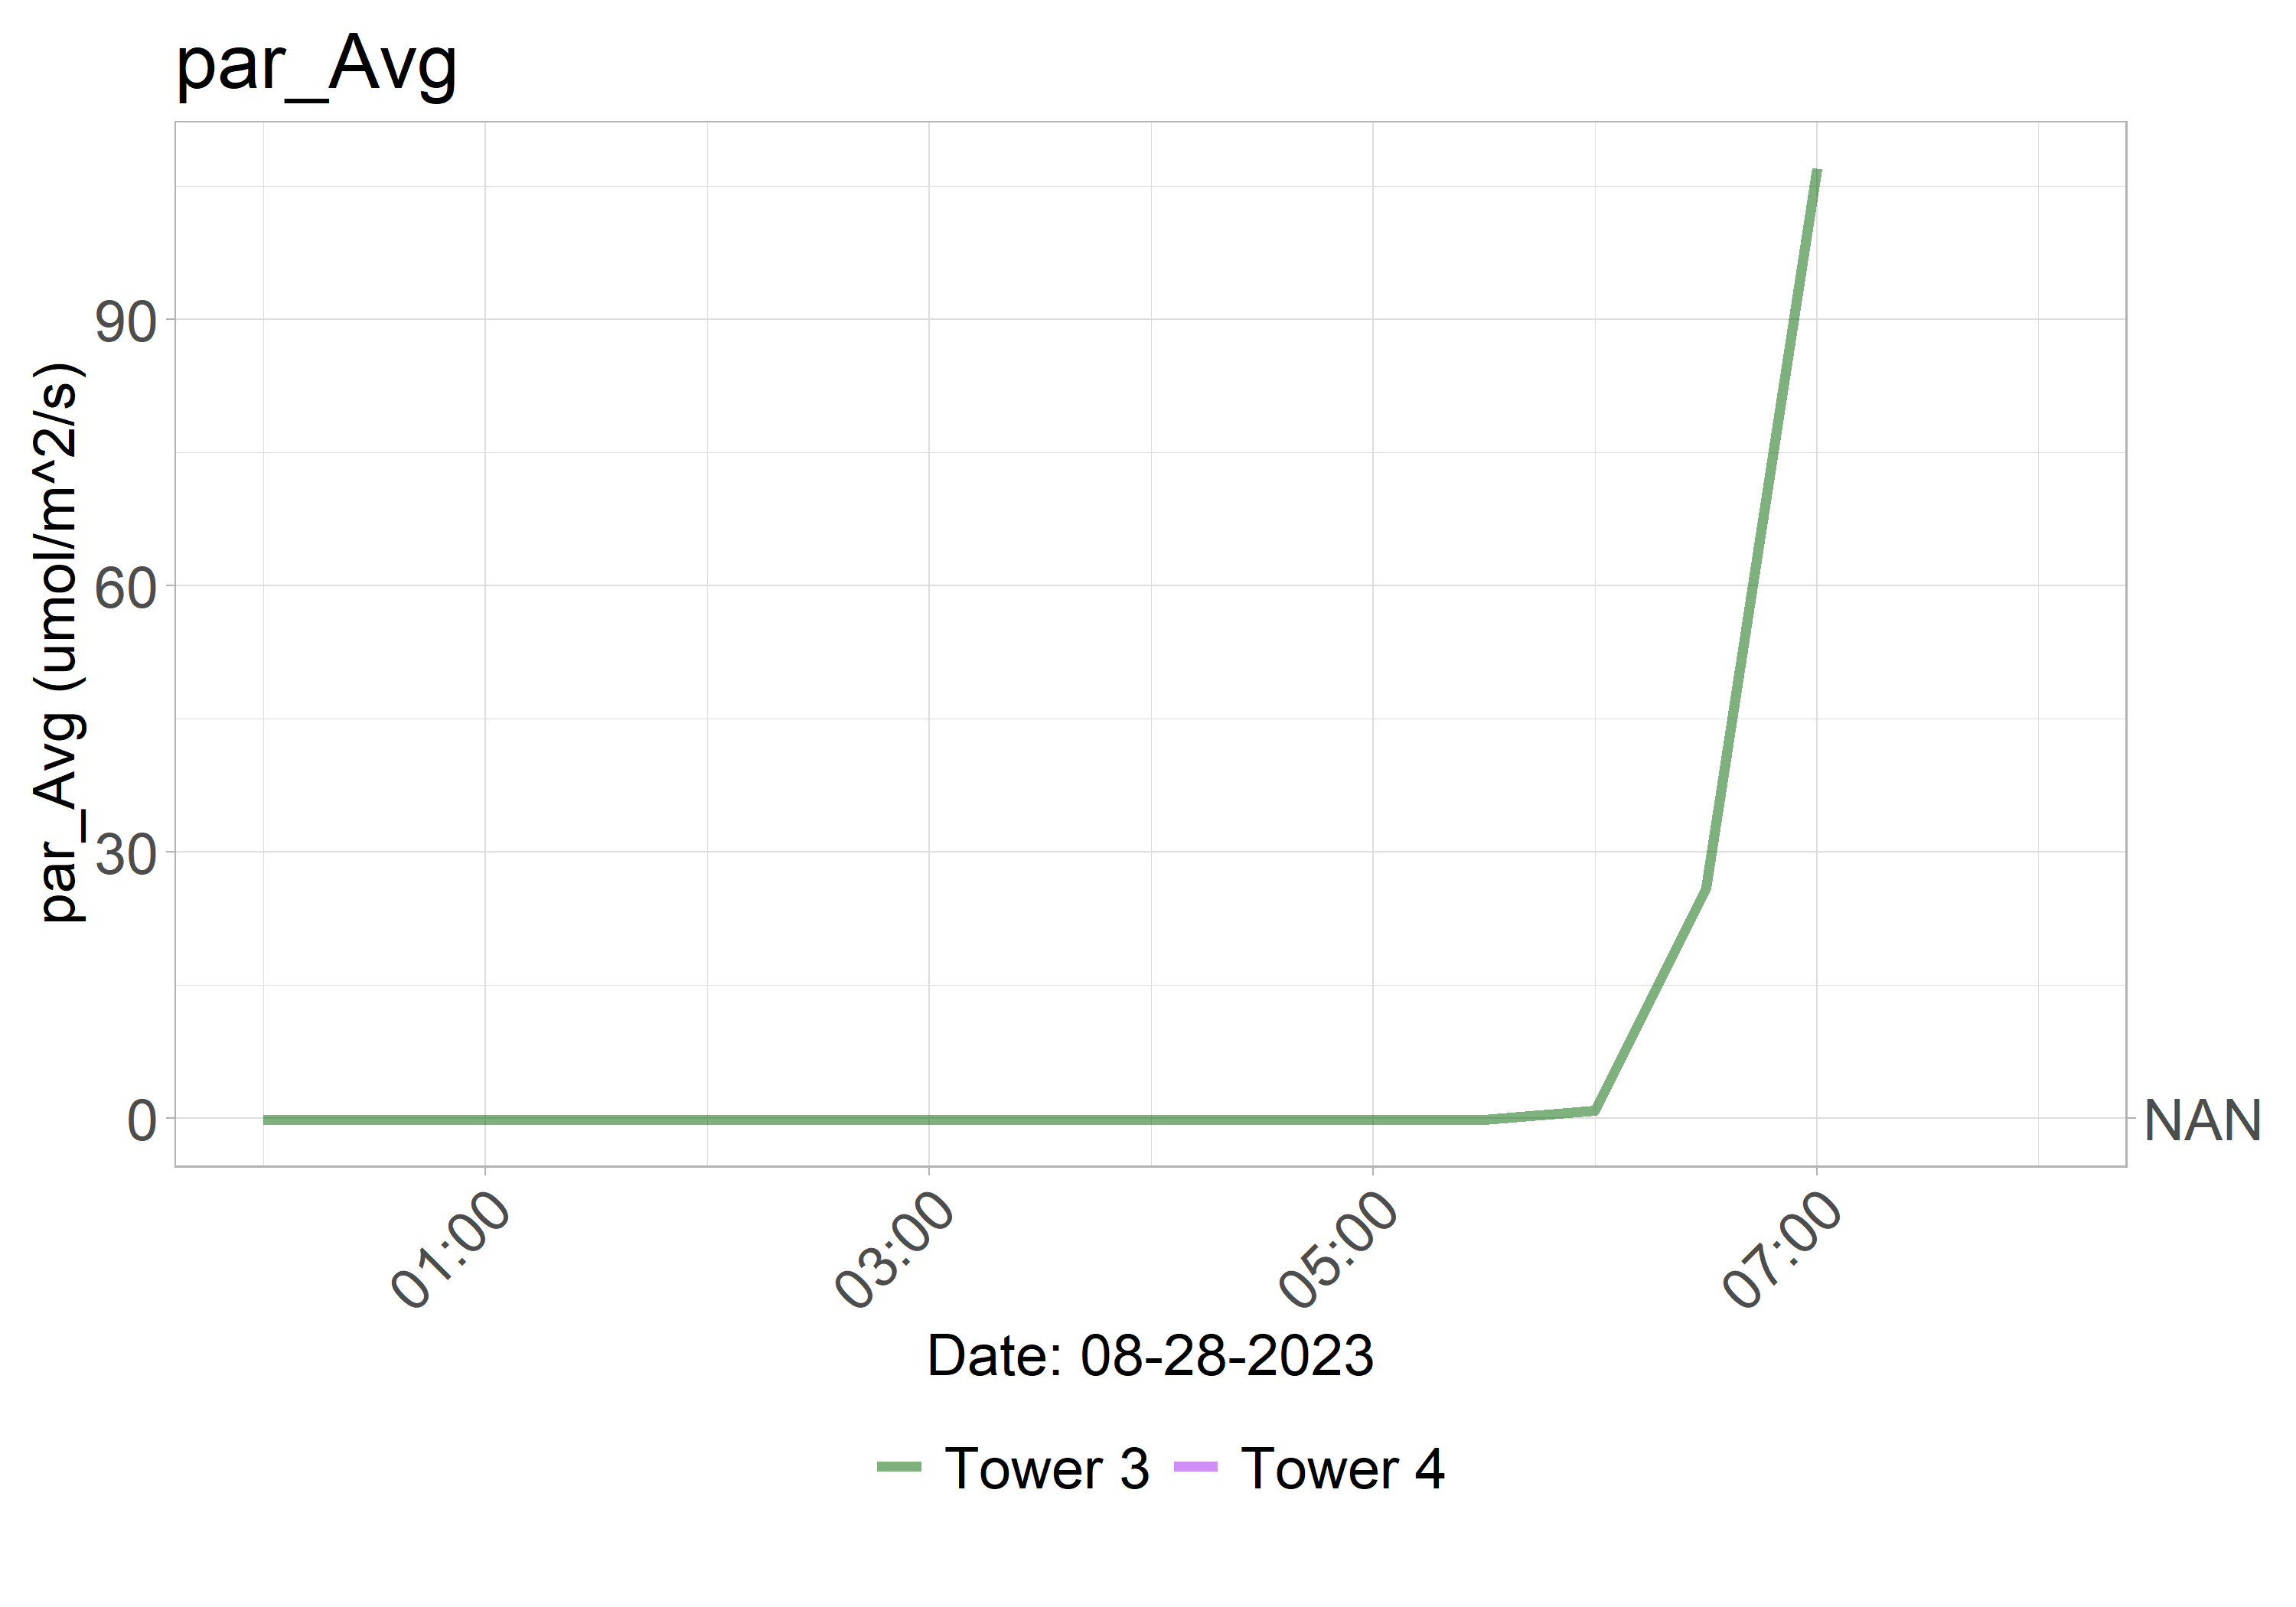 par_Avg
par_Avg (umol/m^2/s)
90
60
30
0
NAN
01:00
03:00
05:00
07:00
Date: 08-28-2023
Tower 3
Tower 4